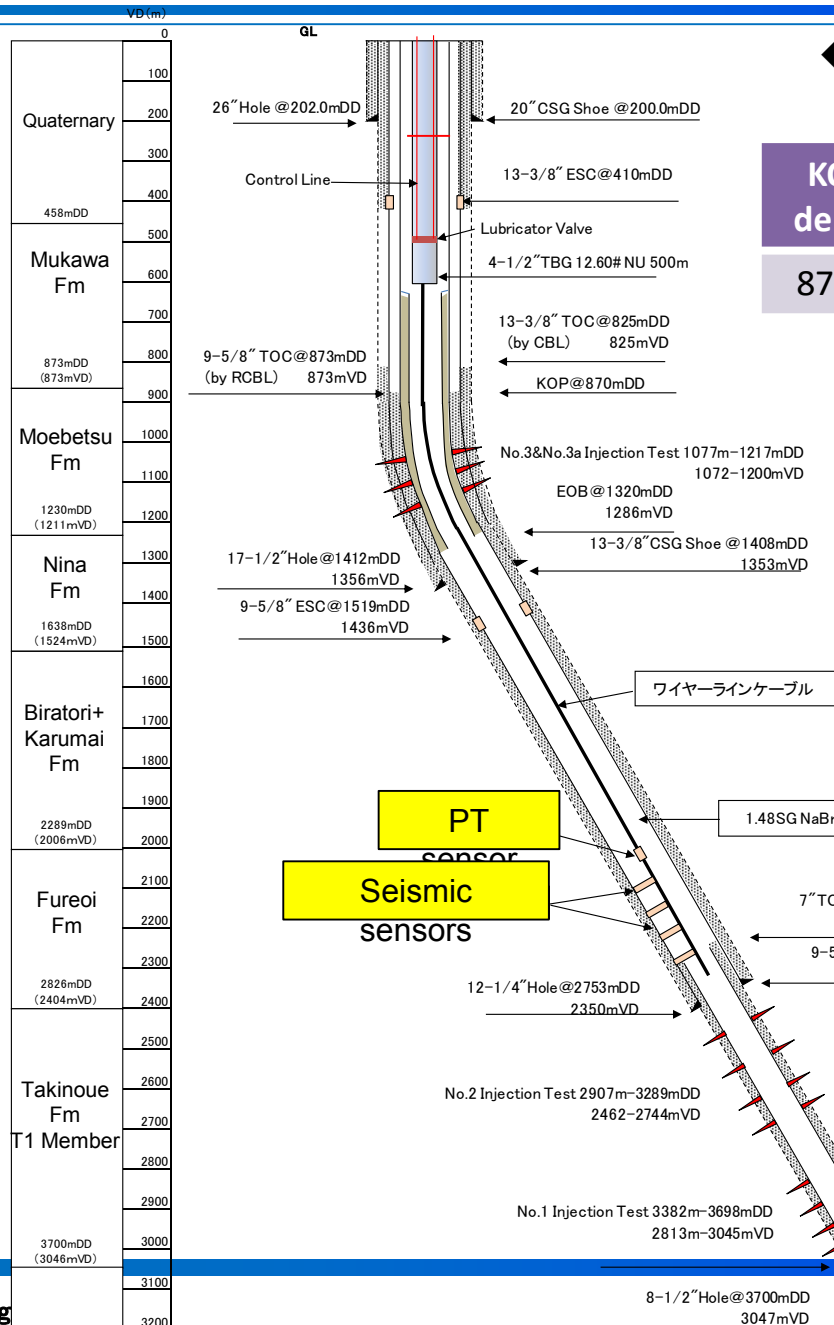 VD(m)
0
GL
100
200
300
400
500
600
700
800
900
1000
1100
1200
1300
1400
1500
1600
1700
1800
1900
2000
2100
2200
2300
2400
2500
2600
2700
2800
2900
3000
3100
3200
Quaternary
458mDD
Mukawa
Fm
873mDD
(873mVD)
Moebetsu
Fm
1230mDD
(1211mVD)
Nina
Fm
1638mDD
(1524mVD)
Biratori+
Karumai
Fm
2289mDD
(2006mVD)
Fureoi
Fm
2826mDD
(2404mVD)
Takinoue
Fm
T1 Member
3700mDD
(3046mVD)
26"Hole @202.0mDD
20"CSG Shoe @200.0mDD
Control Line
13-3/8" ESC@410mDD
Lubricator Valve
4-1/2"TBG 12.60# NU 500m
13-3/8" TOC@825mDD
(by CBL) 825mVD
9-5/8" TOC@873mDD
(by RCBL) 873mVD
KOP@870mDD
No.3&No.3a Injection Test 1077m-1217mDD
1072-1200mVD
EOB@1320mDD
1286mVD
17-1/2"Hole@1412mDD
1356mVD
13-3/8"CSG Shoe @1408mDD
1353mVD
9-5/8" ESC@1519mDD
1436mVD
ワイヤーラインケーブル
PT
sensor
1.48SG NaBr
Seismic
sensors
7"TO
9-5
12-1/4"Hole@2753mDD
2350mVD
No.2 Injection Test 2907m-3289mDD
2462-2744mVD
No.1 Injection Test 3382m-3698mDD
2813m-3045mVD
8-1/2"Hole@3700mDD
3047mVD
KO
de
87